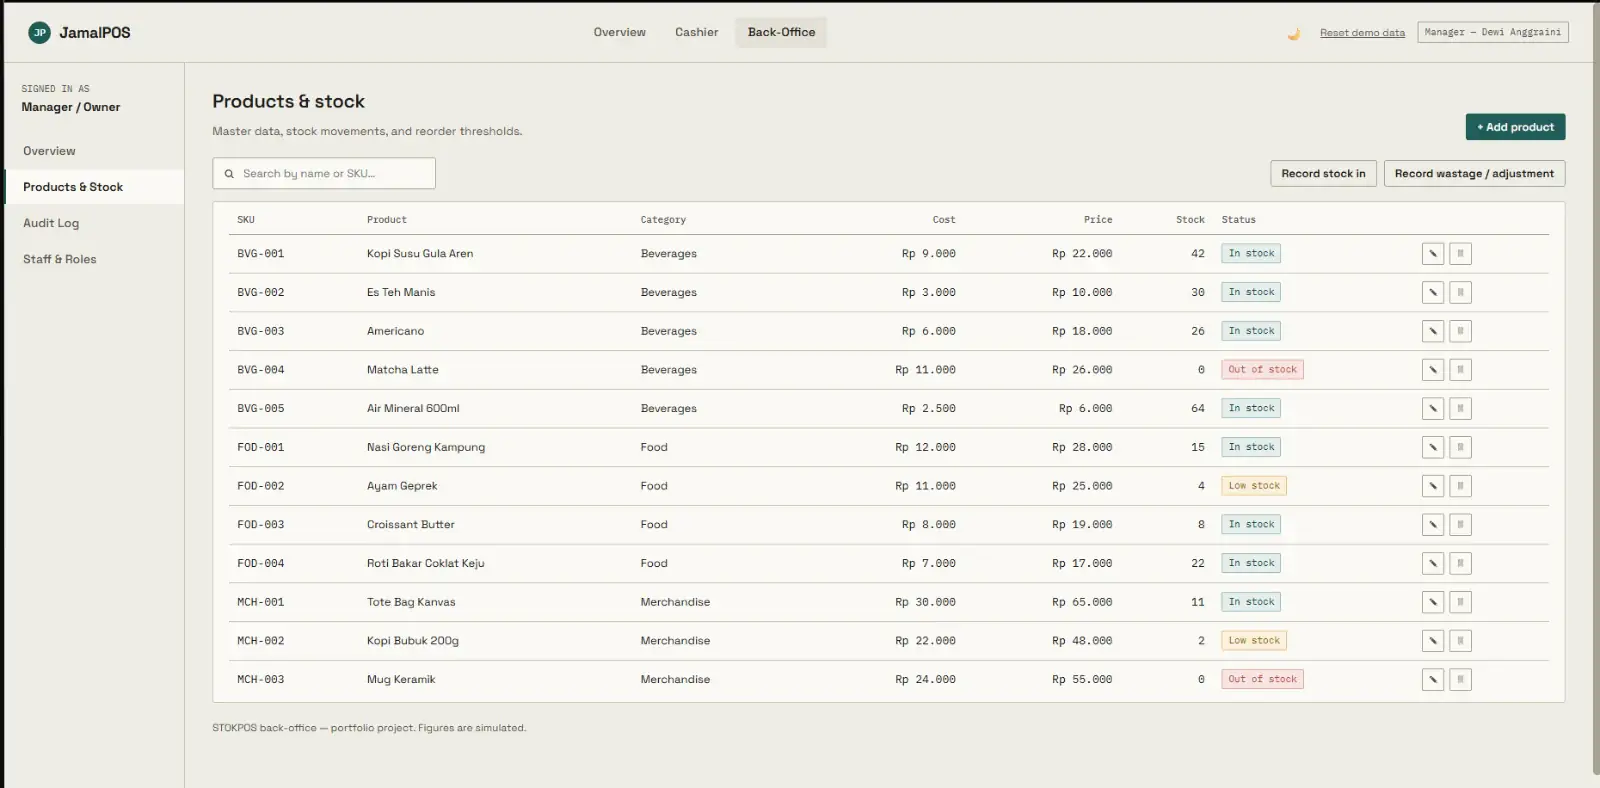 JP JamalPOS Overview Cashier Back-Office Reset demo data Manager — Dewi Anggraini
SIGNED IN AS
Manager / Owner
Overview
Products & Stock
Audit Log
Staff & Roles
Products & stock
Master data, stock movements, and reorder thresholds.
+ Add product
Search by name or SKU...
Record stock in Record wastage / adjustment
SKU Product Category Cost Price Stock Status
BVG-001 Kopi Susu Gula Aren Beverages Rp 9.000 Rp 22.000 42 In stock
BVG-002 Es Teh Manis Beverages Rp 3.000 Rp 10.000 30 In stock
BVG-003 Americano Beverages Rp 6.000 Rp 18.000 26 In stock
BVG-004 Matcha Latte Beverages Rp 11.000 Rp 26.000 0 Out of stock
BVG-005 Air Mineral 600ml Beverages Rp 2.500 Rp 6.000 64 In stock
FOD-001 Nasi Goreng Kampung Food Rp 12.000 Rp 28.000 15 In stock
FOD-002 Ayam Geprek Food Rp 11.000 Rp 25.000 4 Low stock
FOD-003 Croissant Butter Food Rp 8.000 Rp 19.000 8 In stock
FOD-004 Roti Bakar Coklat Keju Food Rp 7.000 Rp 17.000 22 In stock
MCH-001 Tote Bag Kanvas Merchandise Rp 30.000 Rp 65.000 11 In stock
MCH-002 Kopi Bubuk 200g Merchandise Rp 22.000 Rp 48.000 2 Low stock
MCH-003 Mug Keramik Merchandise Rp 24.000 Rp 55.000 0 Out of stock
STOKPOS back-office — portfolio project. Figures are simulated.